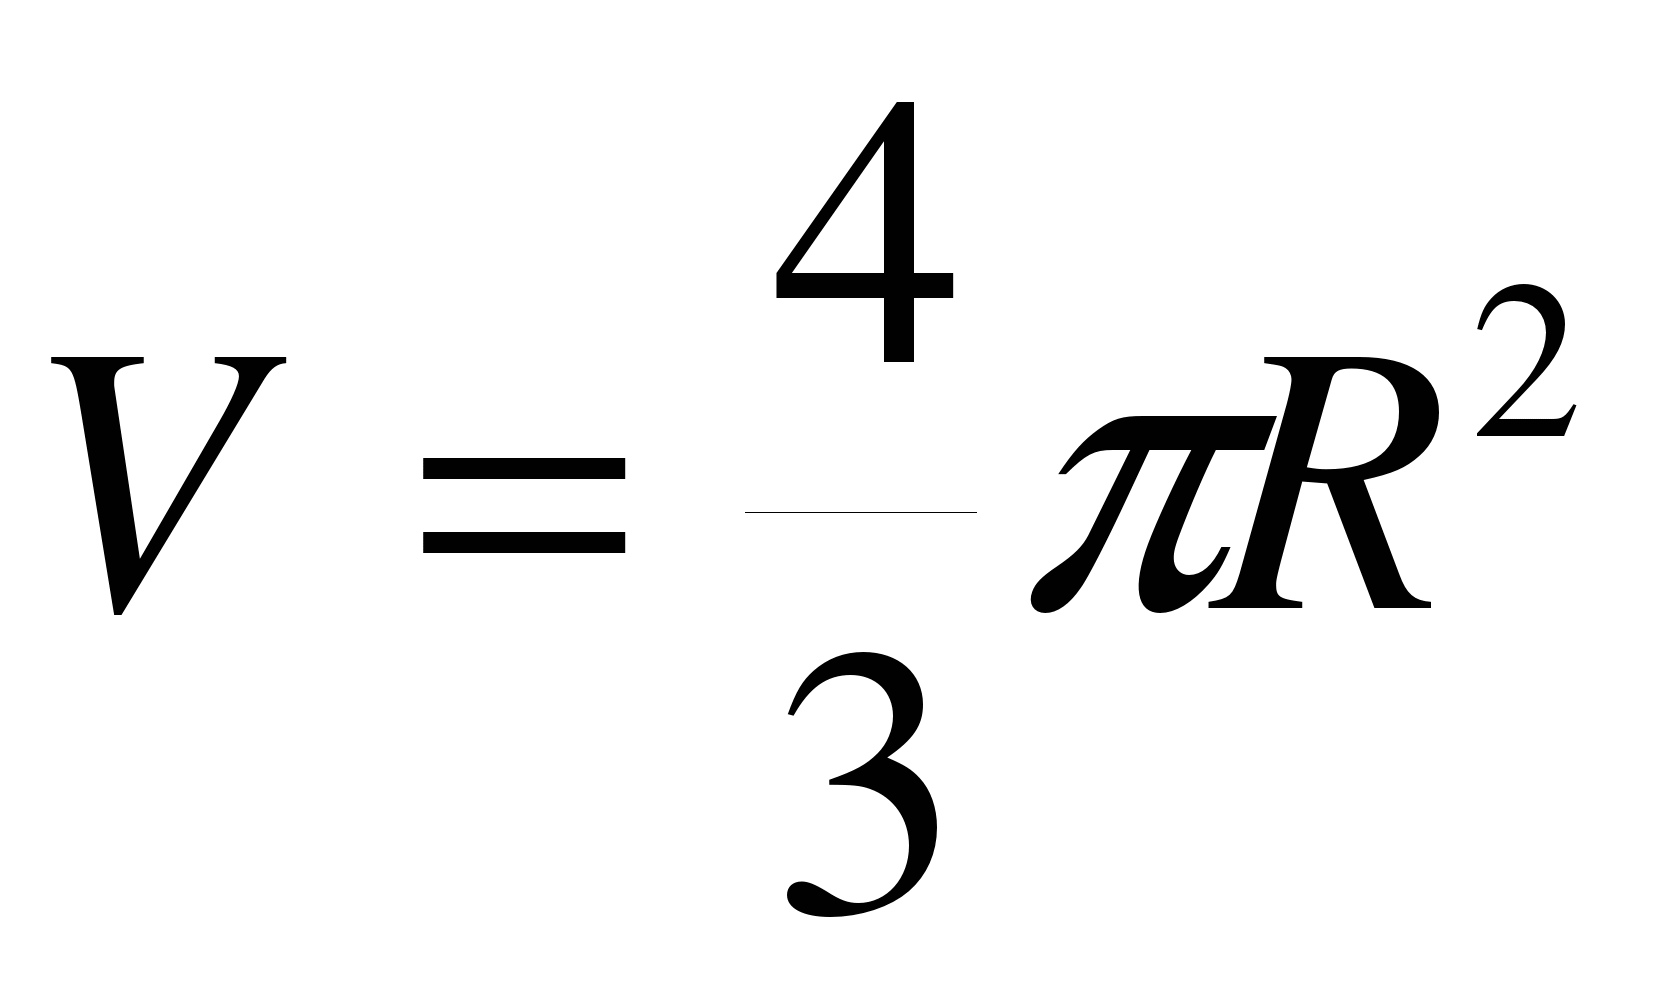 V = 4/3 πR²